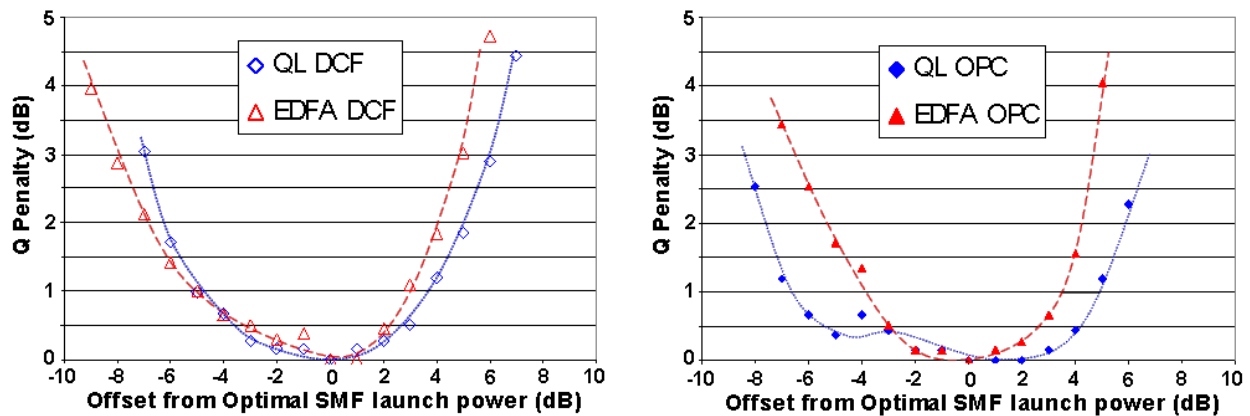 5
4
3
2
1
0
Q Penalty (dB)
QL DCF
EDFA DCF
-10 -8 -6 -4 -2 0 2 4 6 8 10
Offset from Optimal SMF launch power (dB)
5
4
3
2
1
0
Q Penalty (dB)
QL OPC
EDFA OPC
-10 -8 -6 -4 -2 0 2 4 6 8 10
Offset from Optimal SMF launch power (dB)